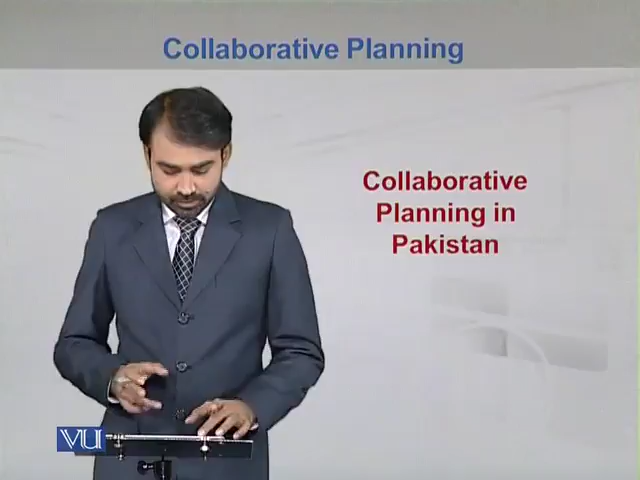 Collaborative Planning
Collaborative
Planning in
Pakistan
VU